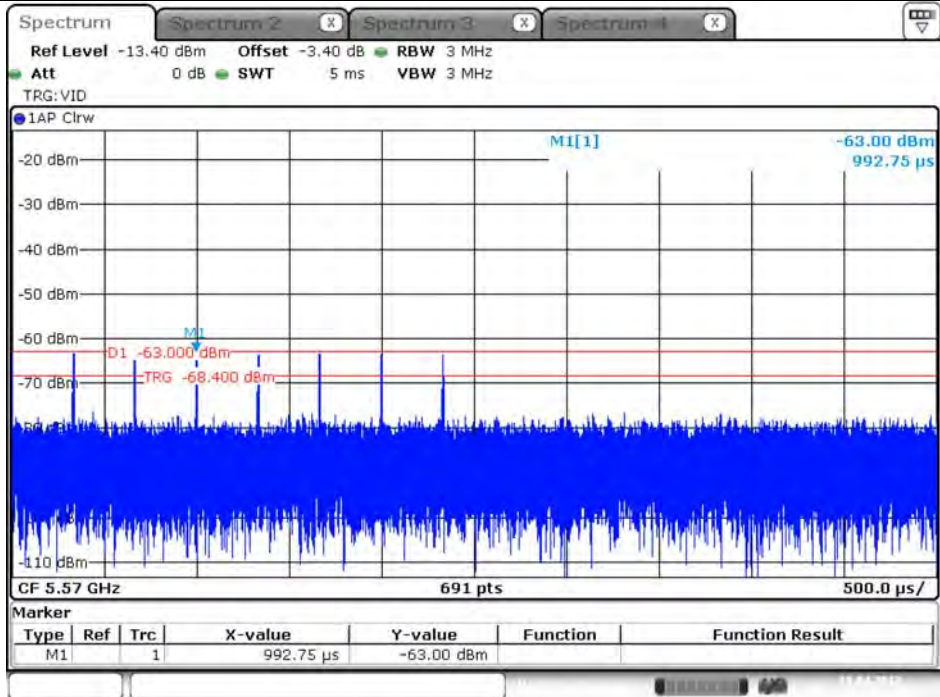 Spectrum Spectrum 2 X Spectrum 3 X Spectrum 4 X
Ref Level -13.40 dBm Offset -3.40 dB RBW 3 MHz
Att 0 dB SWT 5 ms VBW 3 MHz
TRG:VID
1AP Clrw
M1[1] -63.00 dBm
992.75 µs
-20 dBm
-30 dBm
-40 dBm
-50 dBm
-60 dBm
M1
D1 -63.000 dBm
TRG -68.400 dBm
-70 dBm
-110 dBm
CF 5.57 GHz 691 pts 500.0 µs/
Marker
Type Ref Trc X-value Y-value Function Function Result
M1 1 992.75 µs -63.00 dBm